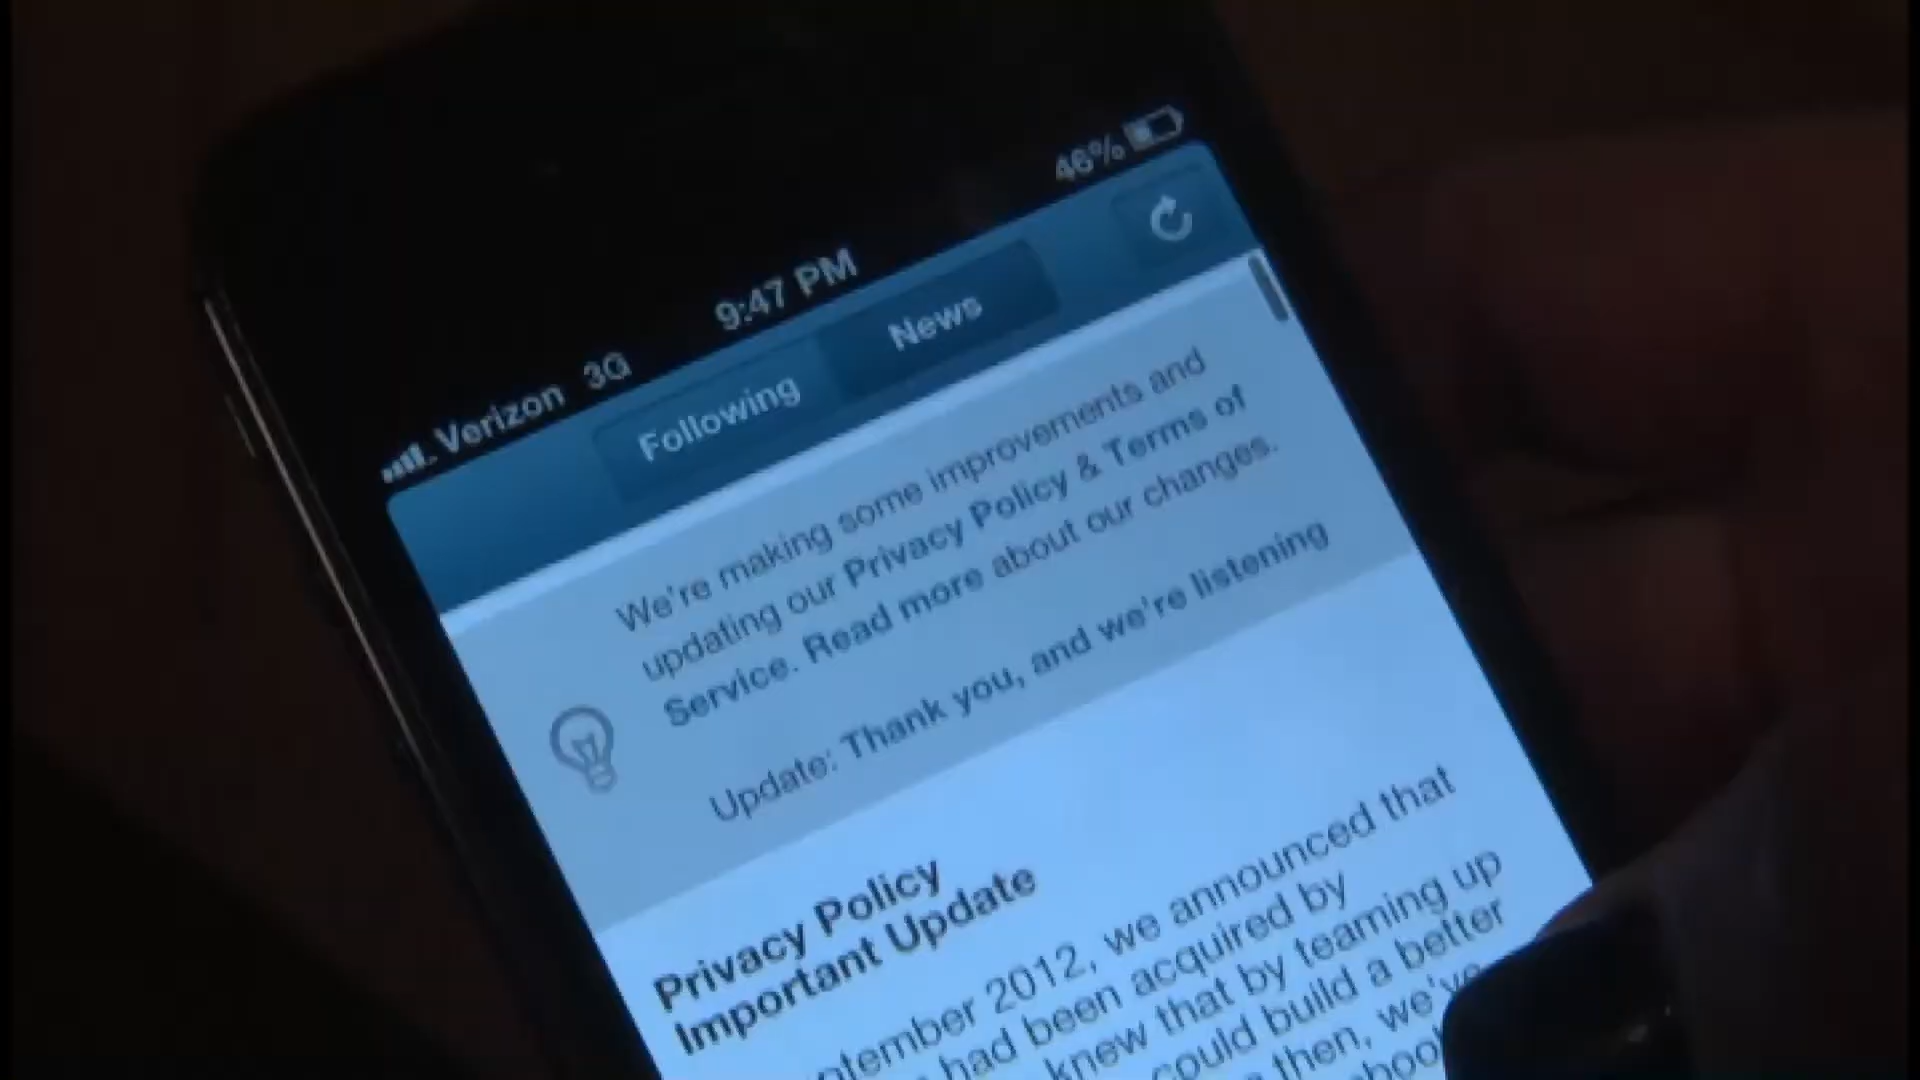 Verizon 3G 9:47 PM 46%
Following News
We're making some improvements and
updating our Privacy Policy & Terms of
Service. Read more about our changes.
Update: Thank you, and we're listening
Privacy Policy
Important Update
2012, we announced that
had been acquired by
knew that by teaming up
could build a better
then, we've